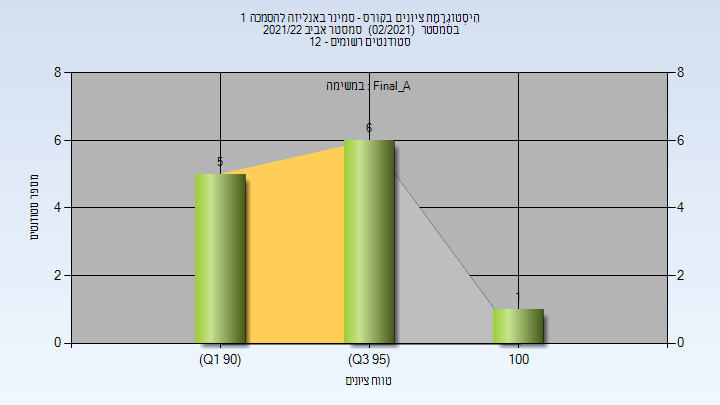 היסטוגרמת ציונים בקורס - סמינר באנליזה להסמכה 1
בסמסטר (02/2021) סמסטר אביב 2021/22
סטודנטים רשומים - 12
במשימה : Final_A
8 8
6 6
4 4
2 2
0 0
5
6
1
מספר סטודנטים
(Q1 90) (Q3 95) 100
טווח ציונים